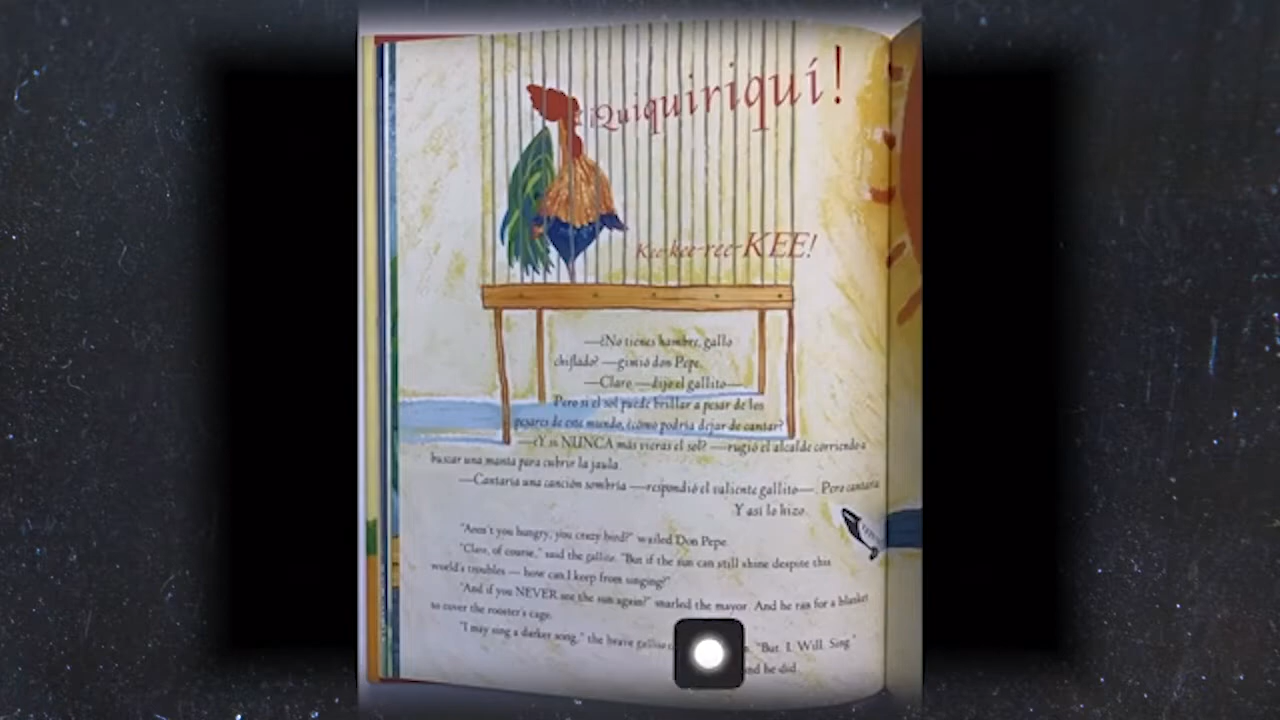 ¡Quiquiriquí!
Kee-kee-ree-KEE!
—¿No tienes hambre, gallo
chiflado? —gimió don Pepe.
—Claro —dijo el gallito—.
Pero si el sol puede brillar a pesar de los
pesares de este mundo, ¿cómo podría dejar de cantar?
—¿Y si NUNCA más vieras el sol? —rugió el alcalde corriendo a
buscar una manta para cubrir la jaula.
—Cantaría una canción sombría —respondió el valiente gallito—. Pero cantaría.
Y así lo hizo.
"Aren't you hungry, you crazy bird?" wailed Don Pepe.
"Claro, of course," said the gallito. "But if the sun can still shine despite this
world's troubles — how can I keep from singing?"
"And if you NEVER see the sun again?" snarled the mayor. And he ran for a blanket
to cover the rooster's cage.
"I may sing a darker song," the brave gallito "But. I. Will. Sing."
and he did.